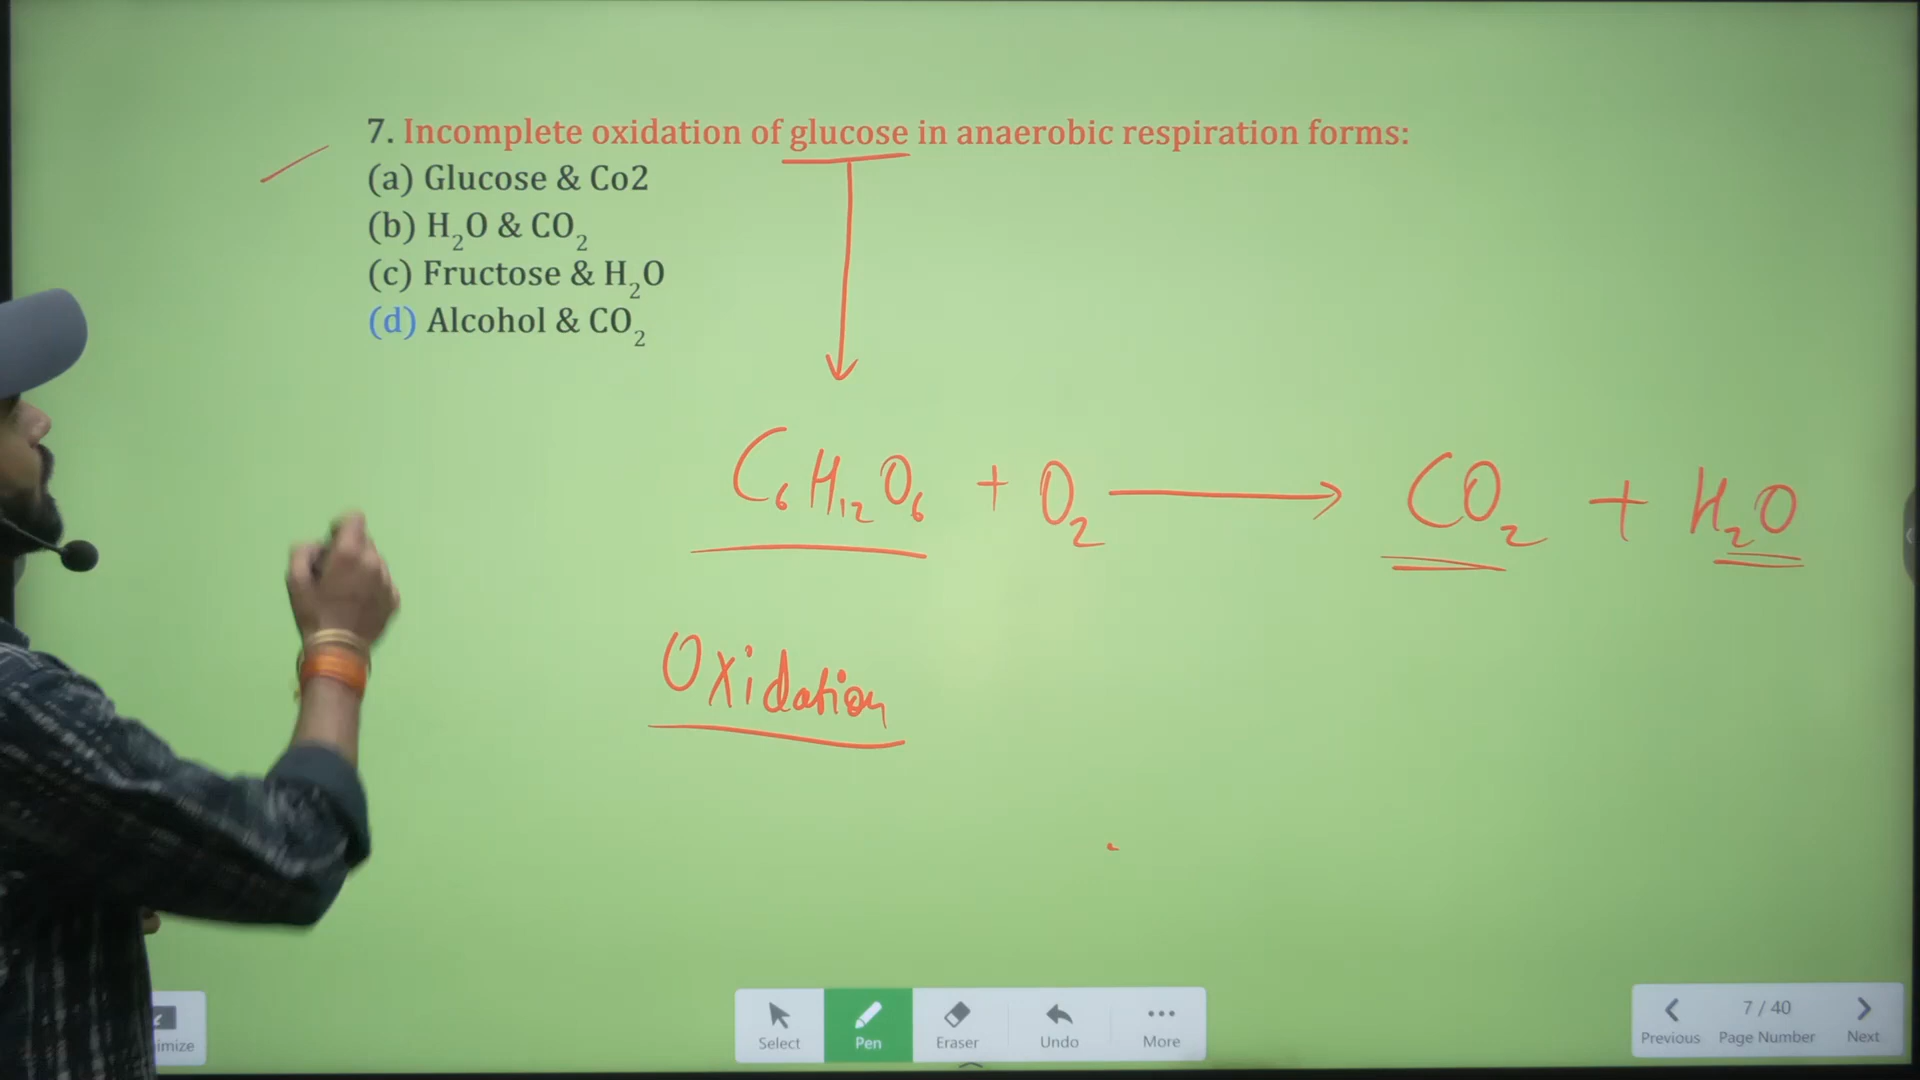 7. Incomplete oxidation of glucose in anaerobic respiration forms:
(a) Glucose & Co2
(b) H₂O & CO₂
(c) Fructose & H₂O
(d) Alcohol & CO₂
C₆H₁₂O₆ + O₂ → CO₂ + H₂O
Oxidation
imize
Select
Pen
Eraser
Undo
More
7 / 40
Previous
Page Number
Next